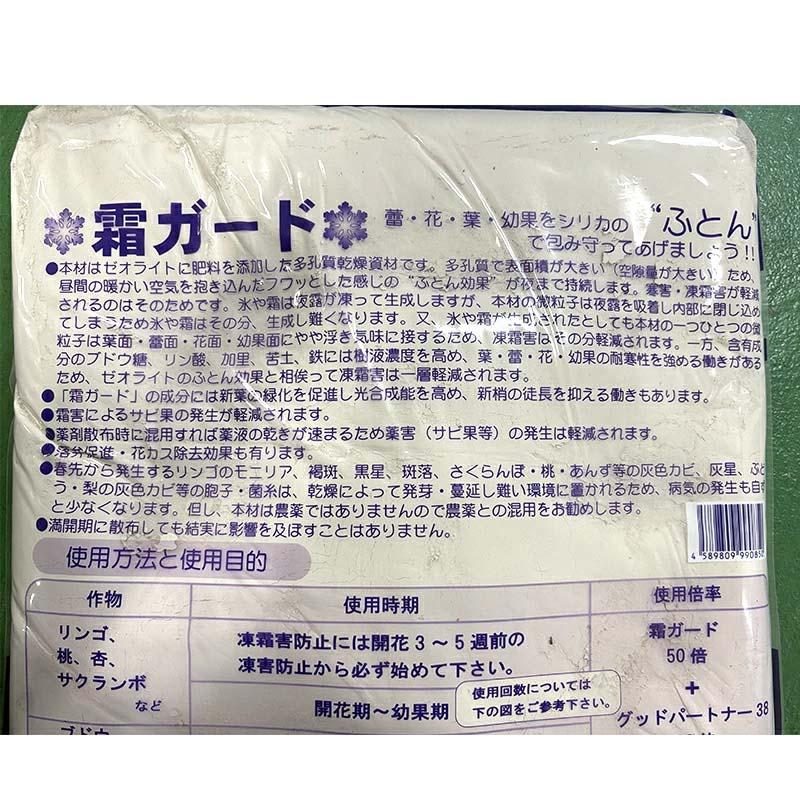 霜ガード 蕾・花・葉・幼果をシリカの“ふとん”
で包み守ってあげましょう!!
●本材はゼオライトに肥料を添加した多孔質乾燥資材です。多孔質で表面積が大きい(空隙量が大きい)ため、
昼間の暖かい空気を抱き込んだフワッとした感じの“ふとん効果”が夜まで持続します。寒害・凍霜害が軽減
されるのはそのためです。氷や霜は夜露が凍って生成しますが、本材の微粒子は夜露を吸着し内部に閉じ込め
てしまうため氷や霜はその分、生成し難くなります。又、氷や霜が生成されたとしても本材の一つひとつの微
粒子は葉面・蕾面・花面・幼果面にやや浮き気味に接するため、凍霜害はその分軽減されます。一方、含有成
分のブドウ糖、リン酸、加里、苦土、鉄には樹液濃度を高め、葉・蕾・花・幼果の耐寒性を強める働きがある
ため、ゼオライトのふとん効果と相俟って凍霜害は一層軽減されます。
●「霜ガード」の成分には新葉の緑化を促進し光合成能を高め、新梢の徒長を抑える働きもあります。
●霜害によるサビ果の発生が軽減されます。
●薬剤散布時に混用すれば薬液の乾きが速まるため薬害(サビ果等)の発生は軽減されます。
●落弁促進・花カス除去効果も有ります。
●春先から発生するリンゴのモニリア、褐斑、黒星、斑落、さくらんぼ・桃・あんず等の灰色カビ、灰星、ぶど
う・梨の灰色カビ等の胞子・菌糸は、乾燥によって発芽・蔓延し難い環境に置かれるため、病気の発生も自ず
と少なくなります。但し、本材は農薬ではありませんので農薬との混用をお勧めします。
●満開期に散布しても結実に影響を及ぼすことはありません。
4 589809 990850
使用方法と使用目的
作物 使用時期 使用倍率
リンゴ、
桃、杏、
サクランボ
など
凍霜害防止には開花3～5週前の
凍害防止から必ず始めて下さい。
開花期～幼果期
使用回数については
下の図をご参考下さい。
霜ガード
50倍
+
グッドパートナー38
ブドウ